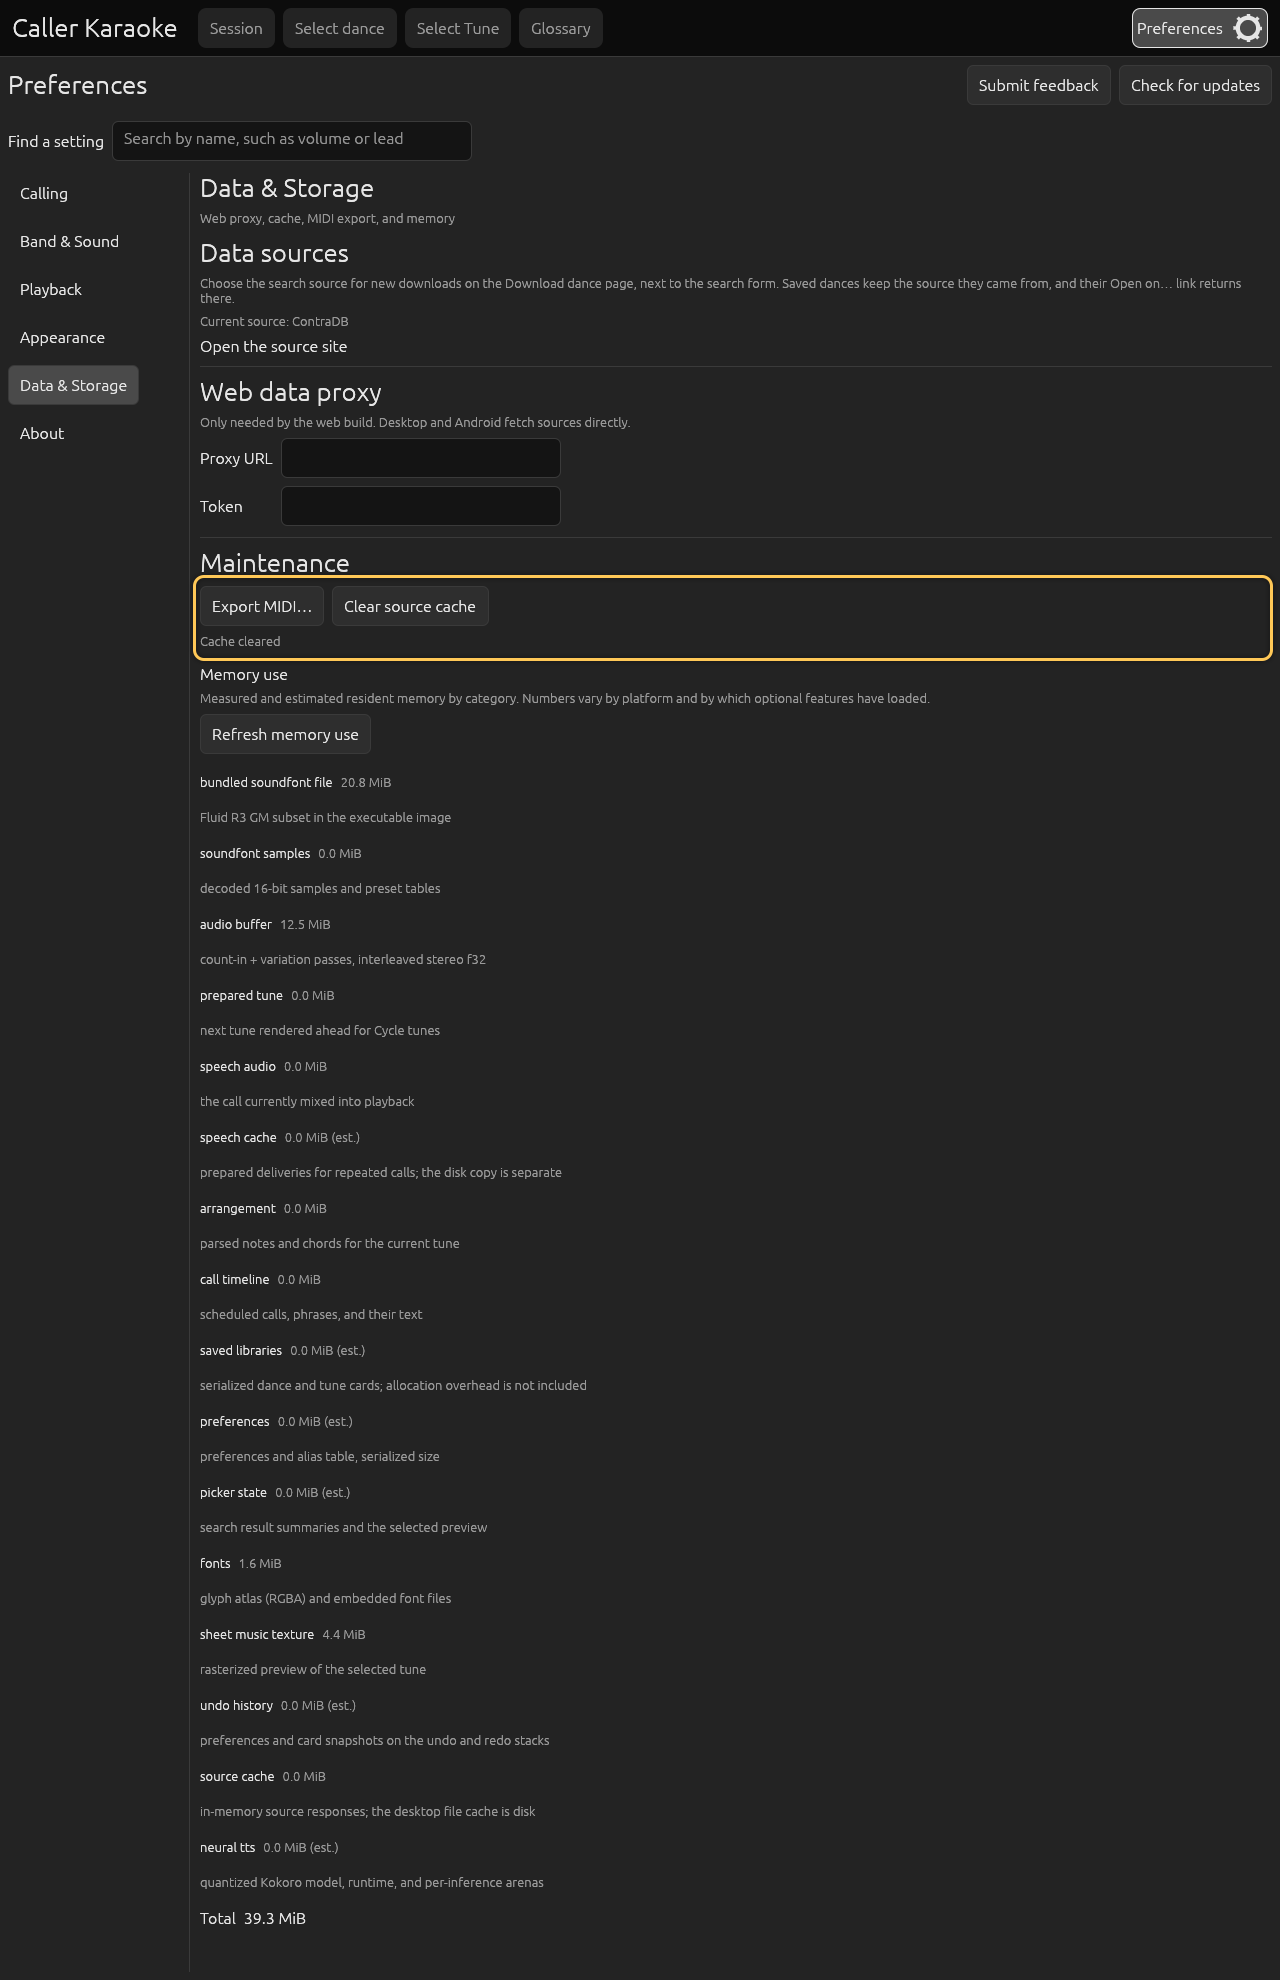 Caller Karaoke
Session
Select dance
Select Tune
Glossary
Preferences
Preferences
Submit feedback
Check for updates
Find a setting
Search by name, such as volume or lead
Calling
Band & Sound
Playback
Appearance
Data & Storage
About
Data & Storage
Web proxy, cache, MIDI export, and memory
Data sources
Choose the search source for new downloads on the Download dance page, next to the search form. Saved dances keep the source they came from, and their Open on… link returns
there.
Current source: ContraDB
Open the source site
Web data proxy
Only needed by the web build. Desktop and Android fetch sources directly.
Proxy URL
Token
Maintenance
Export MIDI…
Clear source cache
Cache cleared
Memory use
Measured and estimated resident memory by category. Numbers vary by platform and by which optional features have loaded.
Refresh memory use
bundled soundfont file 20.8 MiB
Fluid R3 GM subset in the executable image
soundfont samples 0.0 MiB
decoded 16-bit samples and preset tables
audio buffer 12.5 MiB
count-in + variation passes, interleaved stereo f32
prepared tune 0.0 MiB
next tune rendered ahead for Cycle tunes
speech audio 0.0 MiB
the call currently mixed into playback
speech cache 0.0 MiB (est.)
prepared deliveries for repeated calls; the disk copy is separate
arrangement 0.0 MiB
parsed notes and chords for the current tune
call timeline 0.0 MiB
scheduled calls, phrases, and their text
saved libraries 0.0 MiB (est.)
serialized dance and tune cards; allocation overhead is not included
preferences 0.0 MiB (est.)
preferences and alias table, serialized size
picker state 0.0 MiB (est.)
search result summaries and the selected preview
fonts 1.6 MiB
glyph atlas (RGBA) and embedded font files
sheet music texture 4.4 MiB
rasterized preview of the selected tune
undo history 0.0 MiB (est.)
preferences and card snapshots on the undo and redo stacks
source cache 0.0 MiB
in-memory source responses; the desktop file cache is disk
neural tts 0.0 MiB (est.)
quantized Kokoro model, runtime, and per-inference arenas
Total 39.3 MiB